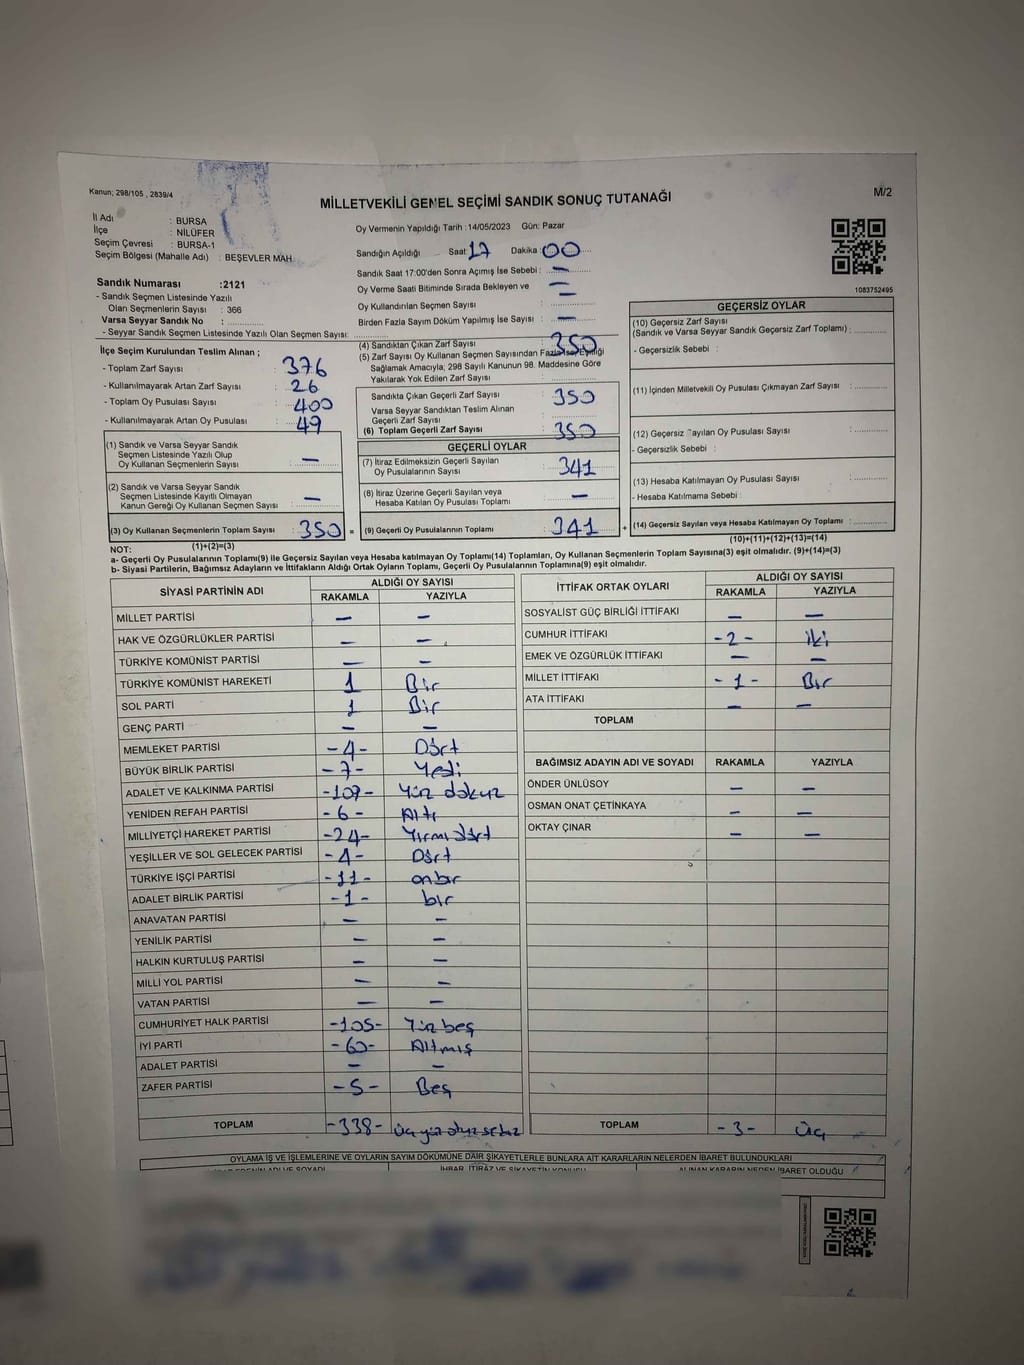 Kanun; 298/105 , 2839/4
M/2
MİLLETVEKİLİ GENEL SEÇİMİ SANDIK SONUÇ TUTANAĞI
İl Adı : BURSA
İlçe : NİLÜFER
Seçim Çevresi : BURSA-1
Seçim Bölgesi (Mahalle Adı) : BEŞEVLER MAH.
Oy Vermenin Yapıldığı Tarih :14/05/2023 Gün: Pazar
Sandığın Açıldığı Saat: 17 Dakika : 00
Sandık Saat 17:00'den Sonra Açımış İse Sebebi : —
Oy Verme Saati Bitiminde Sırada Bekleyen ve —
Oy Kullandırılan Seçmen Sayısı —
Birden Fazla Sayım Döküm Yapılmış İse Sayısı : —
1083752495
Sandık Numarası :2121
- Sandık Seçmen Listesinde Yazılı
Olan Seçmenlerin Sayısı : 366
Varsa Seyyar Sandık No :
- Seyyar Sandık Seçmen Listesinde Yazılı Olan Seçmen Sayısı:
İlçe Seçim Kurulundan Teslim Alınan ;
- Toplam Zarf Sayısı : 376
- Kullanılmayarak Artan Zarf Sayısı : 26
- Toplam Oy Pusulası Sayısı : 400
- Kullanılmayarak Artan Oy Pusulası : 49
(1) Sandık ve Varsa Seyyar Sandık
Seçmen Listesinde Yazılı Olup
Oy Kullanan Seçmenlerin Sayısı : —
(2) Sandık ve Varsa Seyyar Sandık
Seçmen Listesinde Kayıtlı Olmayan
Kanun Gereği Oy Kullanan Seçmen Sayısı : —
(3) Oy Kullanan Seçmenlerin Toplam Sayısı : 350 =
(1)+(2)=(3)
(4) Sandıktan Çıkan Zarf Sayısı : 350
(5) Zarf Sayısı Oy Kullanan Seçmen Sayısından Fazla ise, Eşitliği
Sağlamak Amacıyla; 298 Sayılı Kanunun 98. Maddesine Göre
Yakılarak Yok Edilen Zarf Sayısı :
Sandıkta Çıkan Geçerli Zarf Sayısı : 350
Varsa Seyyar Sandıktan Teslim Alınan
Geçerli Zarf Sayısı :
(6) Toplam Geçerli Zarf Sayısı : 350
GEÇERLİ OYLAR
(7) İtiraz Edilmeksizin Geçerli Sayılan
Oy Pusulalarının Sayısı : 341
(8) İtiraz Üzerine Geçerli Sayılan veya
Hesaba Katılan Oy Pusulası Toplamı : —
(9) Geçerli Oy Pusulalarının Toplamı : 341 +
GEÇERSİZ OYLAR
(10) Geçersiz Zarf Sayısı
(Sandık ve Varsa Seyyar Sandık Geçersiz Zarf Toplamı) :
- Geçersizlik Sebebi :
(11) İçinden Milletvekili Oy Pusulası Çıkmayan Zarf Sayısı :
(12) Geçersiz Sayılan Oy Pusulası Sayısı :
- Geçersizlik Sebebi :
(13) Hesaba Katılmayan Oy Pusulası Sayısı :
- Hesaba Katılmama Sebebi :
(14) Geçersiz Sayılan veya Hesaba Katılmayan Oy Toplamı :
(10)+(11)+(12)+(13)=(14)
NOT:
a- Geçerli Oy Pusulalarının Toplamı(9) ile Geçersiz Sayılan veya Hesaba katılmayan Oy Toplamı(14) Toplamları, Oy Kullanan Seçmenlerin Toplam Sayısına(3) eşit olmalıdır. (9)+(14)=(3)
b- Siyasi Partilerin, Bağımsız Adayların ve İttifakların Aldığı Ortak Oyların Toplamı, Geçerli Oy Pusulalarının Toplamına(9) eşit olmalıdır.
SİYASİ PARTİNİN ADI ALDIĞI OY SAYISI
RAKAMLA YAZIYLA
MİLLET PARTİSİ — —
HAK VE ÖZGÜRLÜKLER PARTİSİ — —
TÜRKİYE KOMÜNİST PARTİSİ — —
TÜRKİYE KOMÜNİST HAREKETİ 1 Bir
SOL PARTİ 1 Bir
GENÇ PARTİ — —
MEMLEKET PARTİSİ -4- Dört
BÜYÜK BİRLİK PARTİSİ -7- Yedi
ADALET VE KALKINMA PARTİSİ -109- Yüz dokuz
YENİDEN REFAH PARTİSİ -6- Altı
MİLLİYETÇİ HAREKET PARTİSİ -24- Yirmi dört
YEŞİLLER VE SOL GELECEK PARTİSİ -4- Dört
TÜRKİYE İŞÇİ PARTİSİ -11- onbir
ADALET BİRLİK PARTİSİ -1- bir
ANAVATAN PARTİSİ — —
YENİLİK PARTİSİ — —
HALKIN KURTULUŞ PARTİSİ — —
MİLLİ YOL PARTİSİ — —
VATAN PARTİSİ — —
CUMHURİYET HALK PARTİSİ -105- Yüz beş
İYİ PARTİ -60- Altmış
ADALET PARTİSİ — —
ZAFER PARTİSİ -5- Beş
TOPLAM -338- üç yüz otuz sekiz
İTTİFAK ORTAK OYLARI ALDIĞI OY SAYISI
RAKAMLA YAZIYLA
SOSYALİST GÜÇ BİRLİĞİ İTTİFAKI — —
CUMHUR İTTİFAKI -2- iki
EMEK VE ÖZGÜRLÜK İTTİFAKI — —
MİLLET İTTİFAKI -1- Bir
ATA İTTİFAKI — —
TOPLAM
BAĞIMSIZ ADAYIN ADI VE SOYADI RAKAMLA YAZIYLA
ÖNDER ÜNLÜSOY — —
OSMAN ONAT ÇETİNKAYA — —
OKTAY ÇINAR — —
TOPLAM -3- üç
OYLAMA İŞ VE İŞLEMLERİNE VE OYLARIN SAYIM DÖKÜMÜNE DAİR ŞİKAYETLERLE BUNLARA AİT KARARLARIN NELERDEN İBARET BULUNDUKLARI
İHBAR, İTİRAZ VE ŞİKAYETİN KONUSU ALINAN KARARIN NEDEN İBARET OLDUĞU